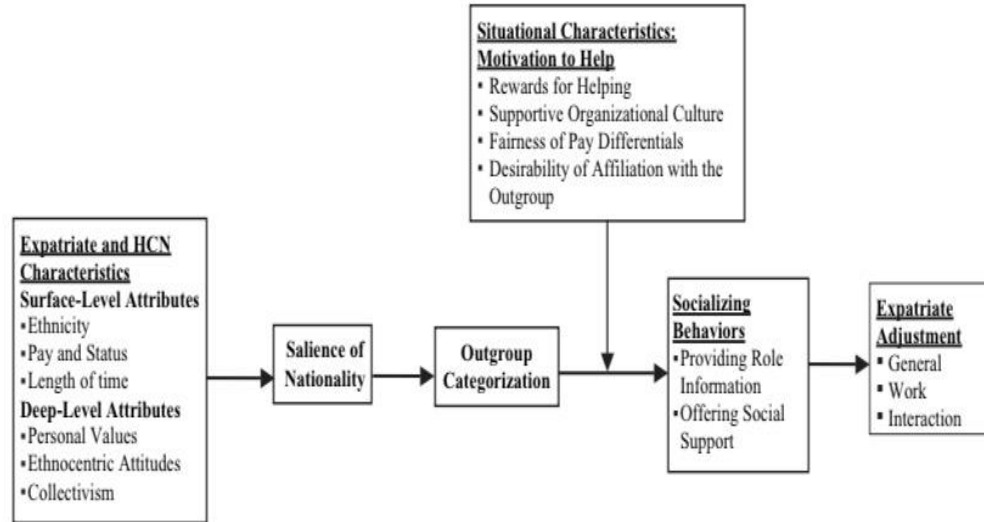 Situational Characteristics:
Motivation to Help
▪ Rewards for Helping
▪ Supportive Organizational Culture
▪ Fairness of Pay Differentials
▪ Desirability of Affiliation with the
Outgroup
Expatriate and HCN
Characteristics
Surface-Level Attributes
▪Ethnicity
▪Pay and Status
▪Length of time
Deep-Level Attributes
▪Personal Values
▪Ethnocentric Attitudes
▪Collectivism
Salience of
Nationality
Outgroup
Categorization
Socializing
Behaviors
▪Providing Role
Information
▪Offering Social
Support
Expatriate
Adjustment
▪ General
▪ Work
▪ Interaction